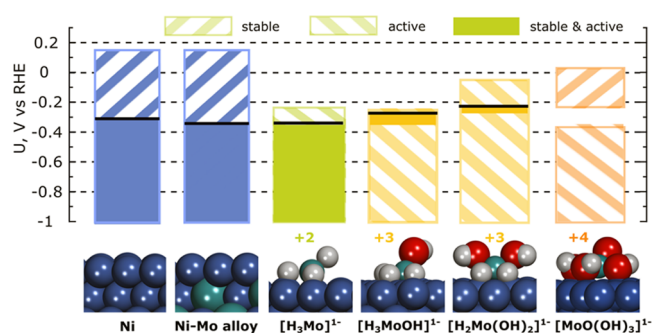 stable active stable & active
U, V vs RHE
0.2
0
-0.2
-0.4
-0.6
-0.8
-1
+2 +3 +3 +4
Ni Ni-Mo alloy [H₃Mo]¹⁻ [H₃MoOH]¹⁻ [H₂Mo(OH)₂]¹⁻ [MoO(OH)₃]¹⁻